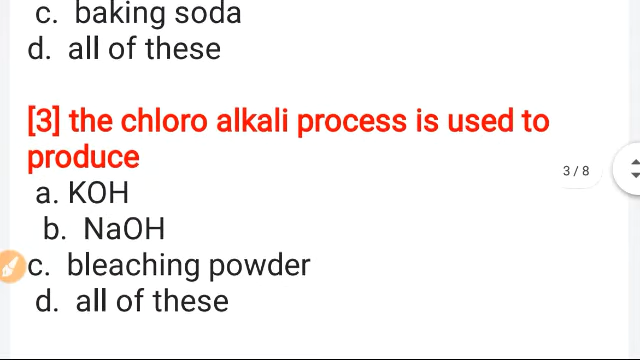 c. baking soda
d. all of these
[3] the chloro alkali process is used to
produce
3 / 8
a. KOH
b. NaOH
c. bleaching powder
d. all of these